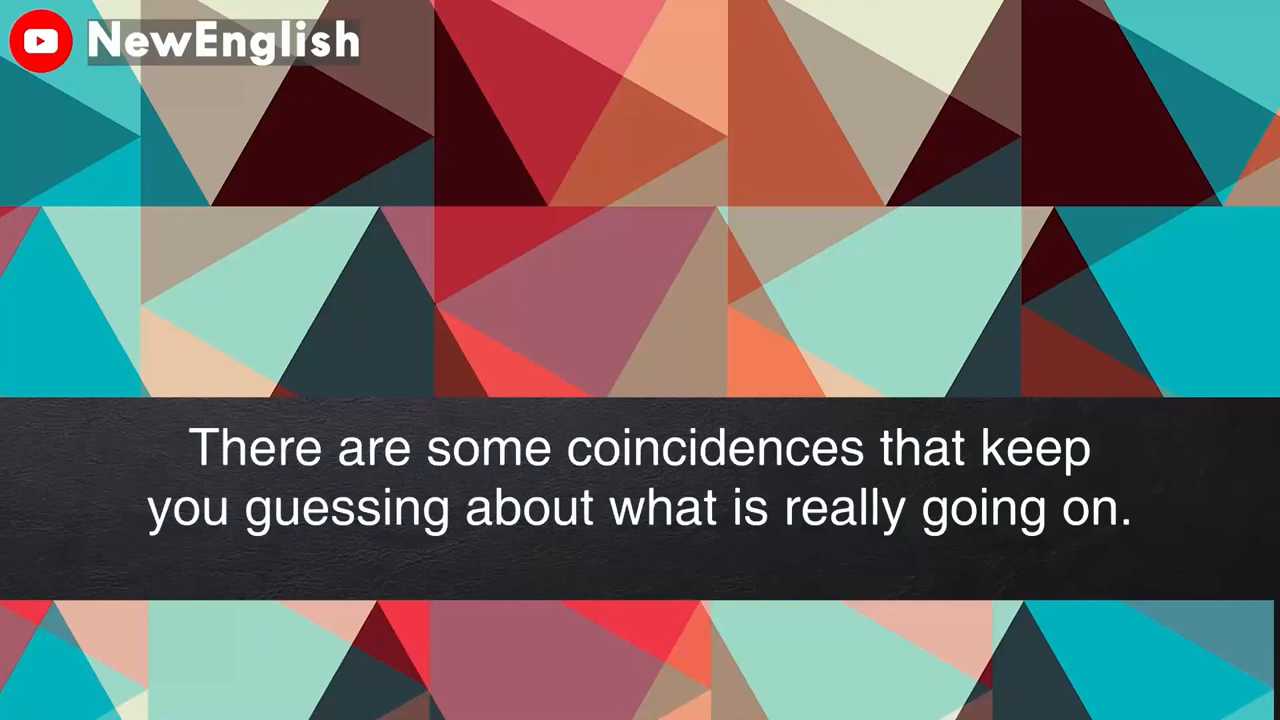 NewEnglish
There are some coincidences that keep
you guessing about what is really going on.